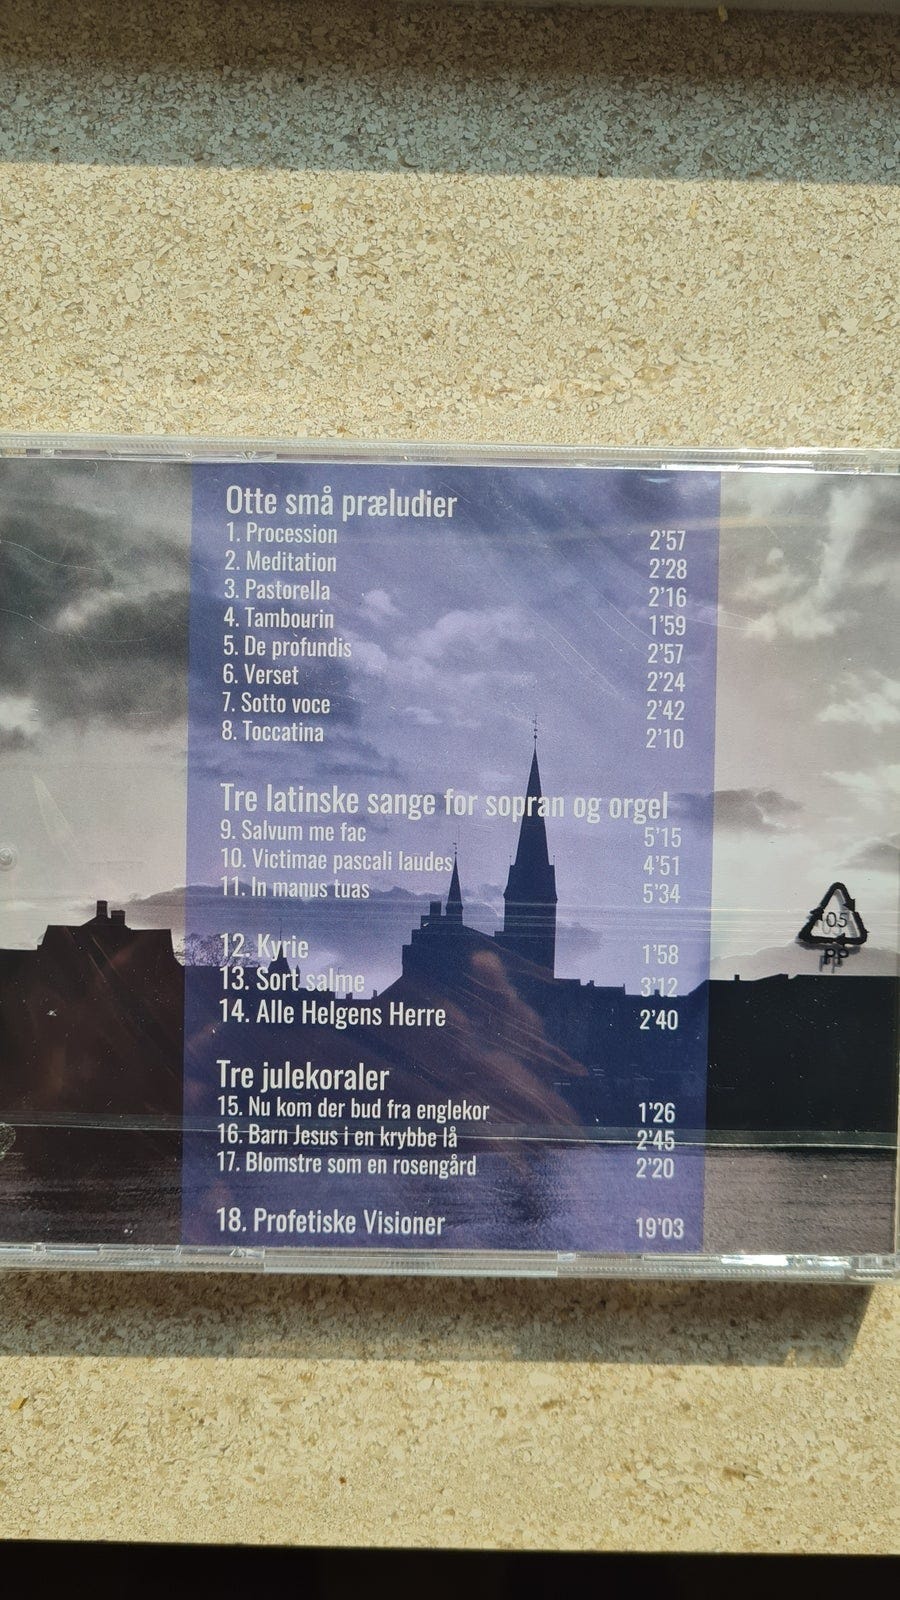 Otte små præludier
1. Procession 2’57
2. Meditation 2’28
3. Pastorella 2’16
4. Tambourin 1’59
5. De profundis 2’57
6. Verset 2’24
7. Sotto voce 2’42
8. Toccatina 2’10
Tre latinske sange for sopran og orgel
9. Salvum me fac 5’15
10. Victimae pascali laudes 4’51
11. In manus tuas 5’34
12. Kyrie 1’58
13. Sort salme 3’12
14. Alle Helgens Herre 2’40
Tre julekoraler
15. Nu kom der bud fra englekor 1’26
16. Barn Jesus i en krybbe lå 2’45
17. Blomstre som en rosengård 2’20
18. Profetiske Visioner 19’03
05
PP